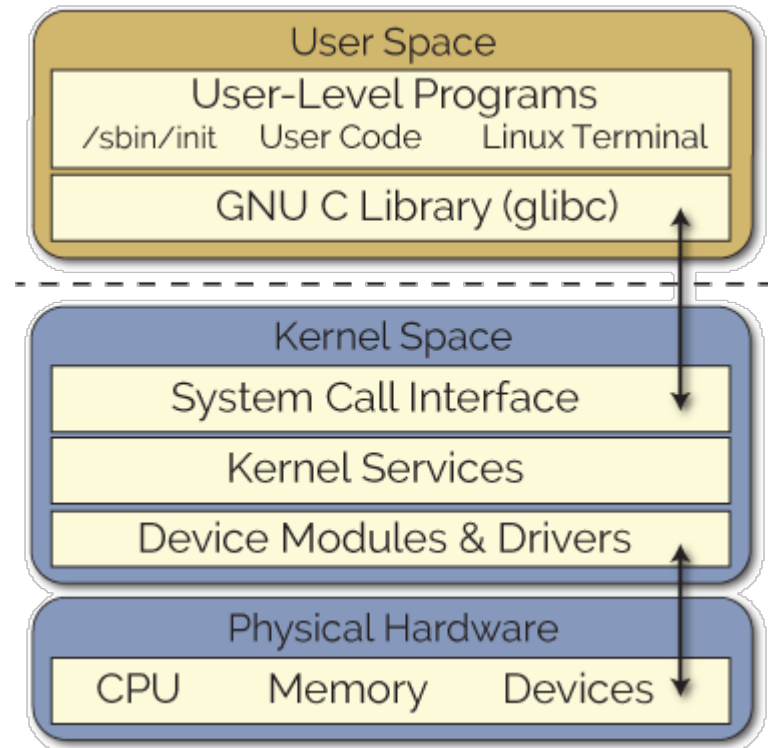 User Space
User-Level Programs
/sbin/init User Code Linux Terminal
GNU C Library (glibc)
Kernel Space
System Call Interface
Kernel Services
Device Modules & Drivers
Physical Hardware
CPU Memory Devices